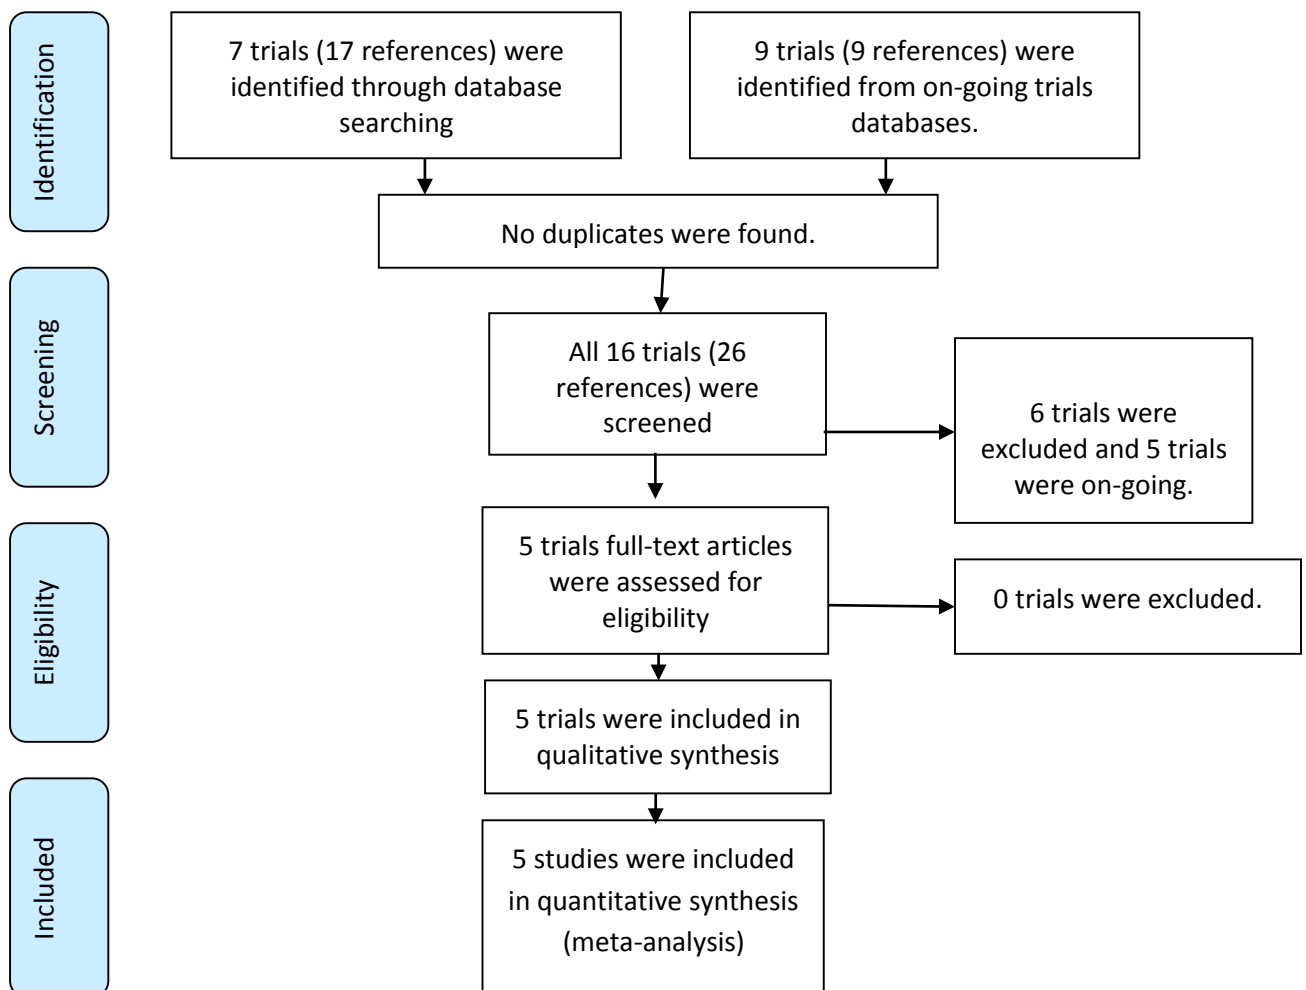 Identification
7 trials (17 references) were
identified through database
searching
9 trials (9 references) were
identified from on-going trials
databases.
No duplicates were found.
Screening
All 16 trials (26
references) were
screened
6 trials were
excluded and 5 trials
were on-going.
Eligibility
5 trials full-text articles
were assessed for
eligibility
0 trials were excluded.
5 trials were included in
qualitative synthesis
Included
5 studies were included
in quantitative synthesis
(meta-analysis)